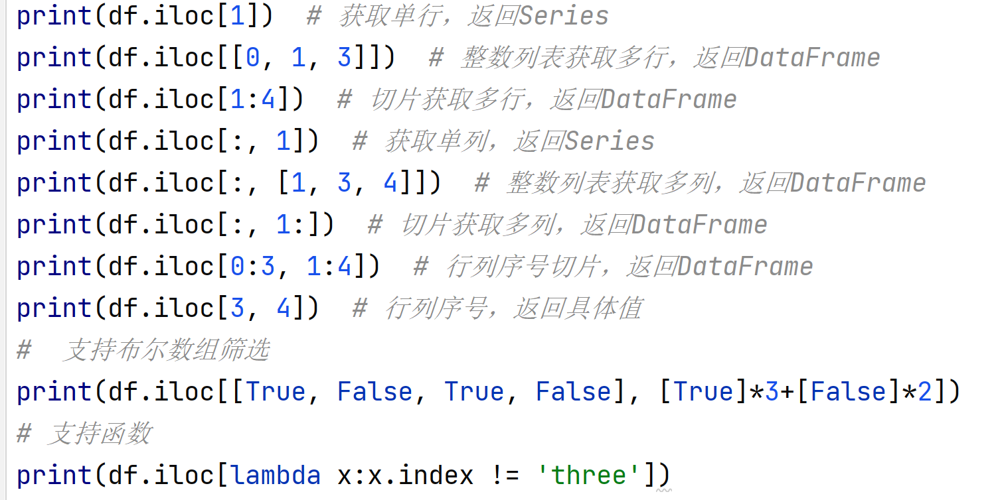 print(df.iloc[1])  # 获取单行，返回Series
print(df.iloc[[0, 1, 3]])  # 整数列表获取多行，返回DataFrame
print(df.iloc[1:4])  # 切片获取多行，返回DataFrame
print(df.iloc[:, 1])  # 获取单列，返回Series
print(df.iloc[:, [1, 3, 4]])  # 整数列表获取多列，返回DataFrame
print(df.iloc[:, 1:])  # 切片获取多列，返回DataFrame
print(df.iloc[0:3, 1:4])  # 行列序号切片，返回DataFrame
print(df.iloc[3, 4])  # 行列序号，返回具体值
#  支持布尔数组筛选
print(df.iloc[[True, False, True, False], [True]*3+[False]*2])
# 支持函数
print(df.iloc[lambda x:x.index != 'three'])